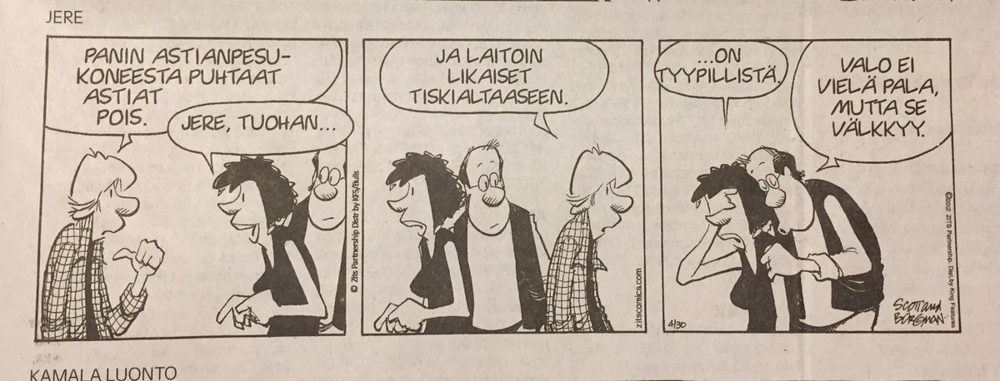 JERE
PANIN ASTIANPESU-
KONEESTA PUHTAAT
ASTIAT
POIS.
JERE, TUOHAN...
© Zits Partnership Distr by KFS/Bulls
JA LAITOIN
LIKAISET
TISKIALTAASEEN.
zitscomics.com
...ON
TYYPILLISTÄ.
VALO EI
VIELÄ PALA,
MUTTA SE
VÄLKKYY.
4/30
©2012 ZITS Partnership. Dist. by King Features
SCOTT AND
BORGMAN
KAMALA LUONTO